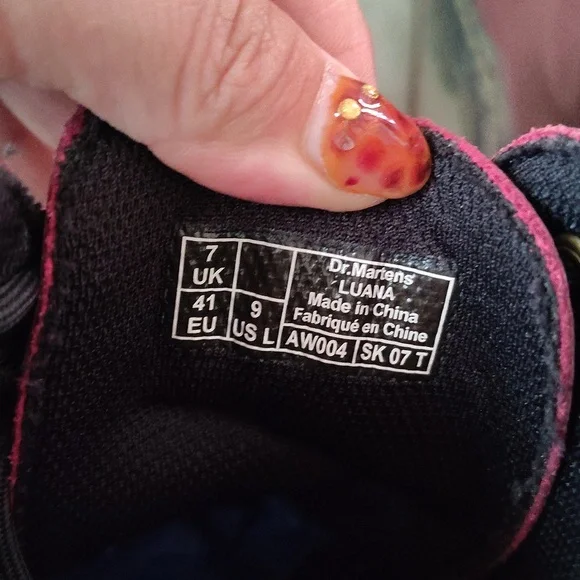 7
UK
41
EU
9
US L
Dr.Martens
LUANA
Made in China
Fabriqué en Chine
AW004
SK 07 T